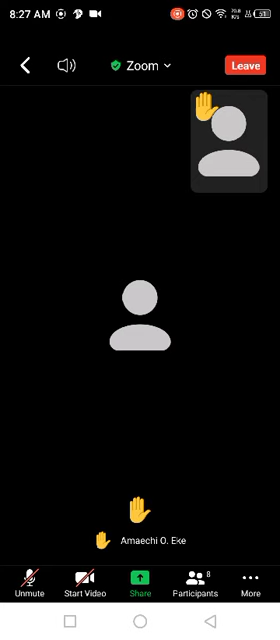 8:27 AM
Zoom
Leave
Amaechi O. Eke
8
Unmute
Start Video
Share
Participants
More